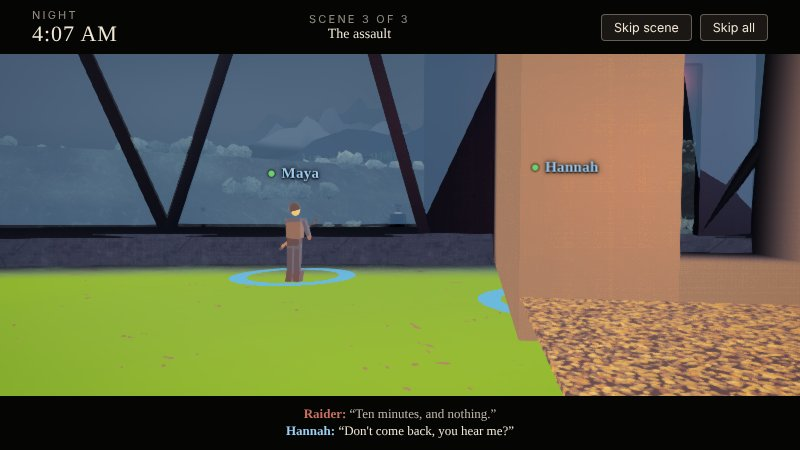 NIGHT
4:07 AM
SCENE 3 OF 3
The assault
Skip scene
Skip all
Maya
Hannah
Raider: “Ten minutes, and nothing.”
Hannah: “Don't come back, you hear me?”